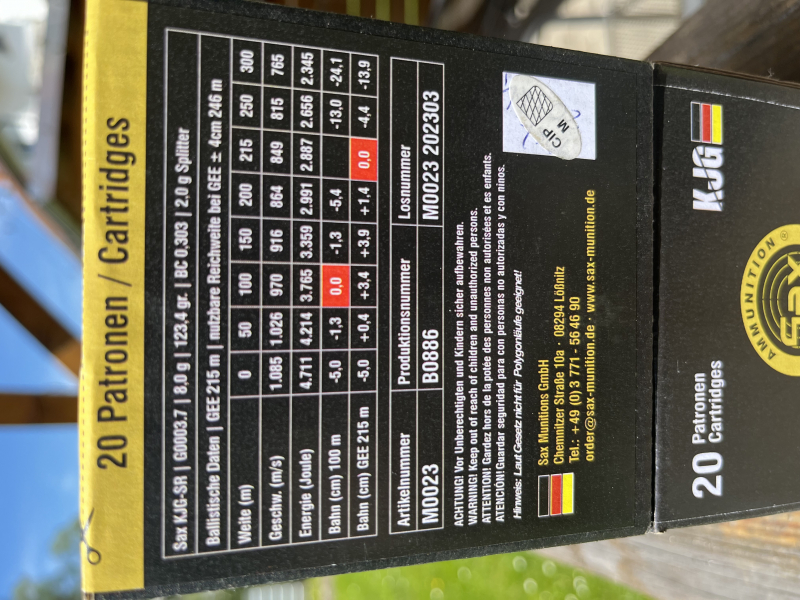 20 Patronen / Cartridges
Sax KJG-SR | G0003.7 | 8,0 g | 123,4 gr. | BC 0,303 | 2.0 g Splitter
Ballistische Daten | GEE 215 m | nutzbare Reichweite bei GEE ± 4cm 246 m
Weite (m) 0 50 100 150 200 215 250 300
Geschw. (m/s) 1.085 1.026 970 916 864 849 815 765
Energie (Joule) 4.711 4.214 3.765 3.359 2.991 2.887 2.656 2.345
Bahn (cm) 100 m -5,0 -1,3 0,0 -1,3 -5,4 -13,0 -24,1
Bahn (cm) GEE 215 m -5,0 +0,4 +3,4 +3,9 +1,4 0,0 -4,4 -13,9
Artikelnummer Produktionsnummer Losnummer
M0023 B0886 M0023 202303
ACHTUNG! Vor Unberechtigten und Kindern sicher aufbewahren.
WARNING! Keep out of reach of children and unauthorized persons.
ATTENTION! Gardez hors de la potée des personnes non autorisées et es enfants.
ATENCIÓN! Guardar seguridad para con personas no autorizadas y con ninos.
Hinweis: Laut Gesetz nicht für Polygonläufe geeignet!
CIP
M
Sax Munitions GmbH
Chemnitzer Straße 10a · 08294 Lößnitz
Tel.: +49 (0) 3 771 - 56 46 90
order@sax-munition.de · www.sax-munition.de
20 Patronen
Cartridges
KJG
AMMUNITION ®
Sax